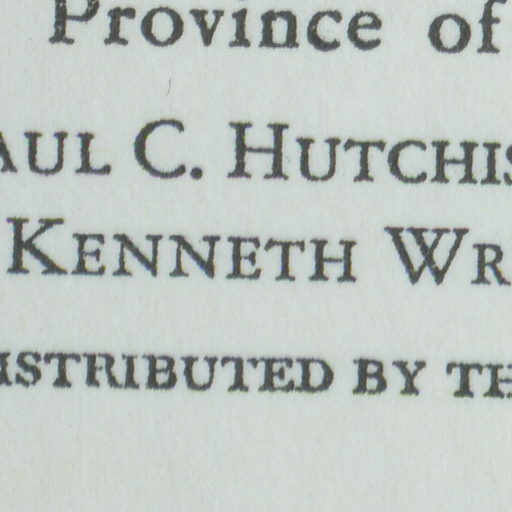 Province of
AUL C. HUTCHIS
KENNETH WR
ISTRIBUTED BY TH